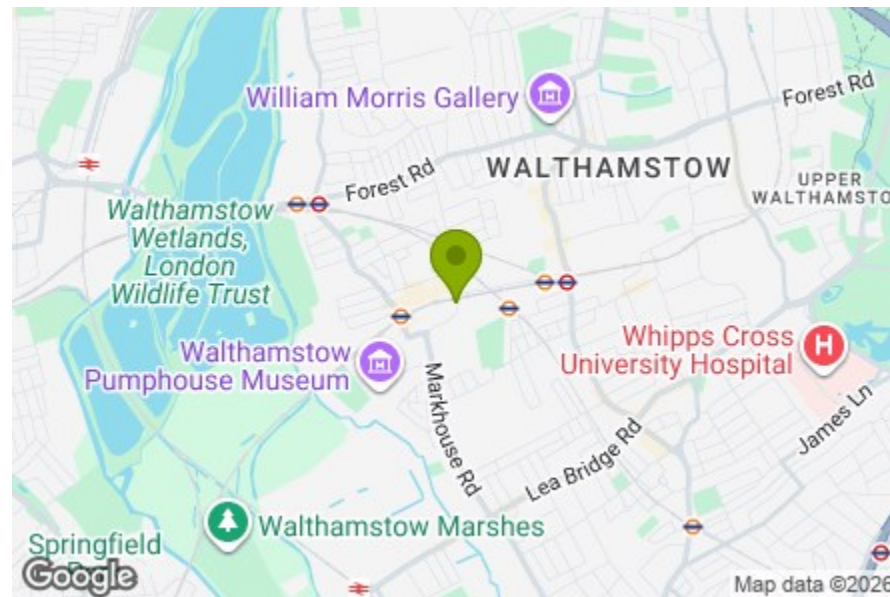 William Morris Gallery
Forest Rd
WALTHAMSTOW
Forest Rd
UPPER
WALTHAMSTO
Walthamstow
Wetlands,
London
Wildlife Trust
Whipps Cross
University Hospital
H
Walthamstow
Pumphouse Museum
Markhouse Rd
James Ln
Lea Bridge Rd
Walthamstow Marshes
Springfield
Google
Map data ©2026